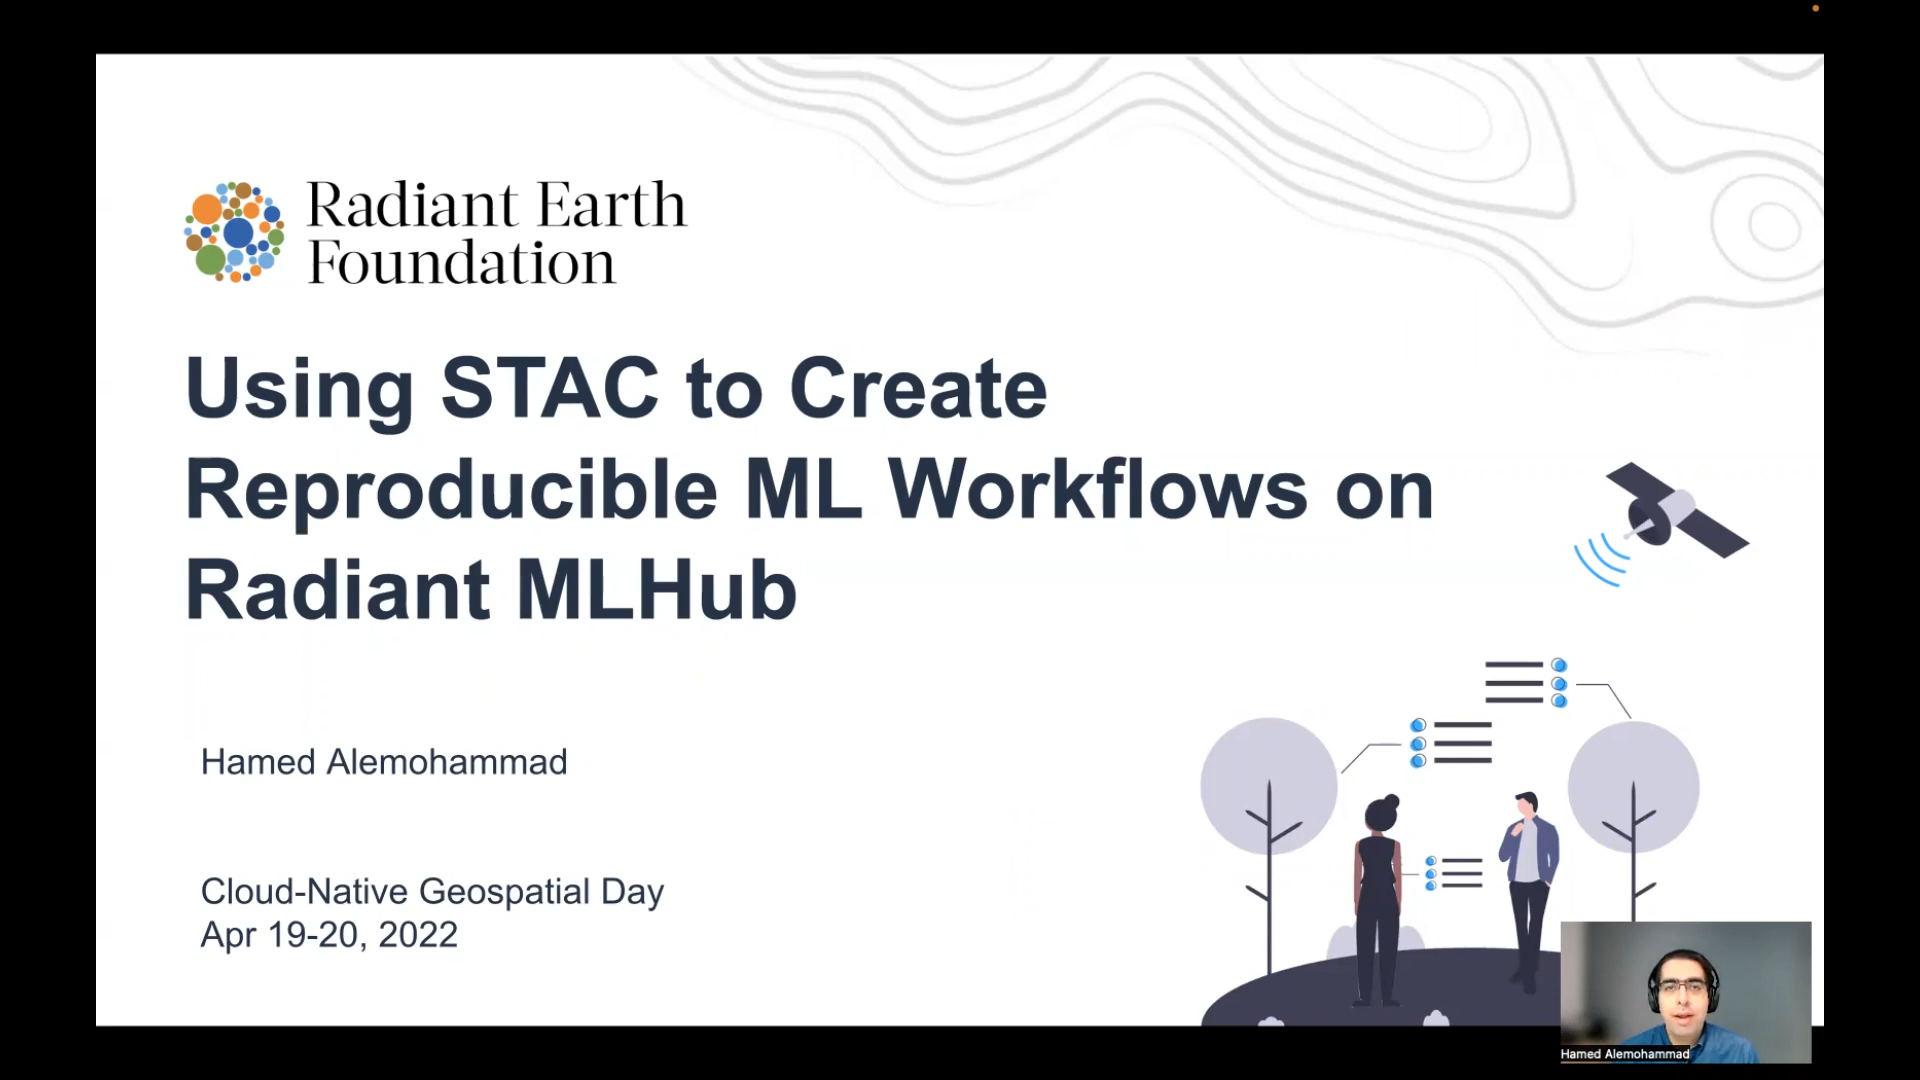 Radiant Earth
Foundation
Using STAC to Create
Reproducible ML Workflows on
Radiant MLHub
Hamed Alemohammad
Cloud-Native Geospatial Day
Apr 19-20, 2022
Hamed Alemohammad